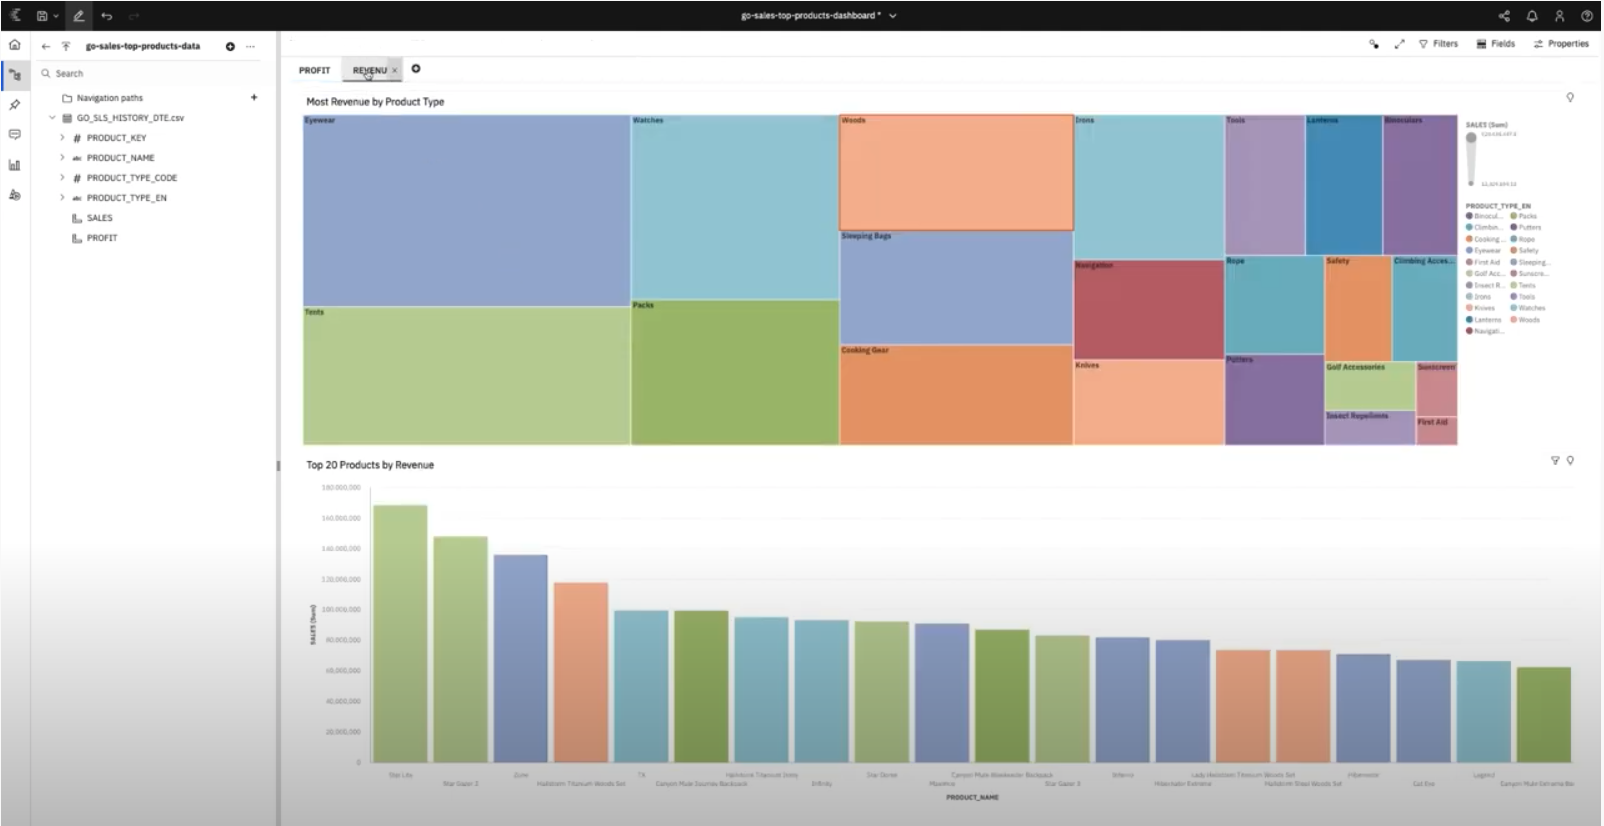 go-sales-top-products-dashboard *
go-sales-top-products-data
Filters
Fields
Properties
Search
PROFIT
REVENU
Navigation paths
GO_SLS_HISTORY_DTE.csv
PRODUCT_KEY
PRODUCT_NAME
PRODUCT_TYPE_CODE
PRODUCT_TYPE_EN
SALES
PROFIT
Most Revenue by Product Type
Eyewear
Watches
Woods
Irons
Tools
Lanterns
Binoculars
Sleeping Bags
Navigation
Rope
Safety
Climbing Acces...
Tents
Packs
Cooking Gear
Knives
Putters
Golf Accessories
Sunscreen
Insect Repellents
First Aid
SALES (Sum)
PRODUCT_TYPE_EN
Binocul... Packs
Climbin... Putters
Cooking ... Rope
Eyewear Safety
First Aid Sleeping...
Golf Acc... Sunscre...
Insect R... Tents
Irons Tools
Knives Watches
Lanterns Woods
Navigat...
Top 20 Products by Revenue
180,000,000
160,000,000
140,000,000
120,000,000
100,000,000
80,000,000
60,000,000
40,000,000
20,000,000
0
SALES (Sum)
Star Lite
Star Gazer 2
Zone
Hailstorm Titanium Woods Set
TX
Canyon Mule Journey Backpack
Hailstorm Titanium Irons
Infinity
Star Dome
Maximus
Canyon Mule Weekender Backpack
Star Gazer 3
Inferno
Hibernator Extreme
Lady Hailstorm Titanium Woods Set
Hailstorm Steel Woods Set
Hibernator
Cat Eye
Legend
PRODUCT_NAME